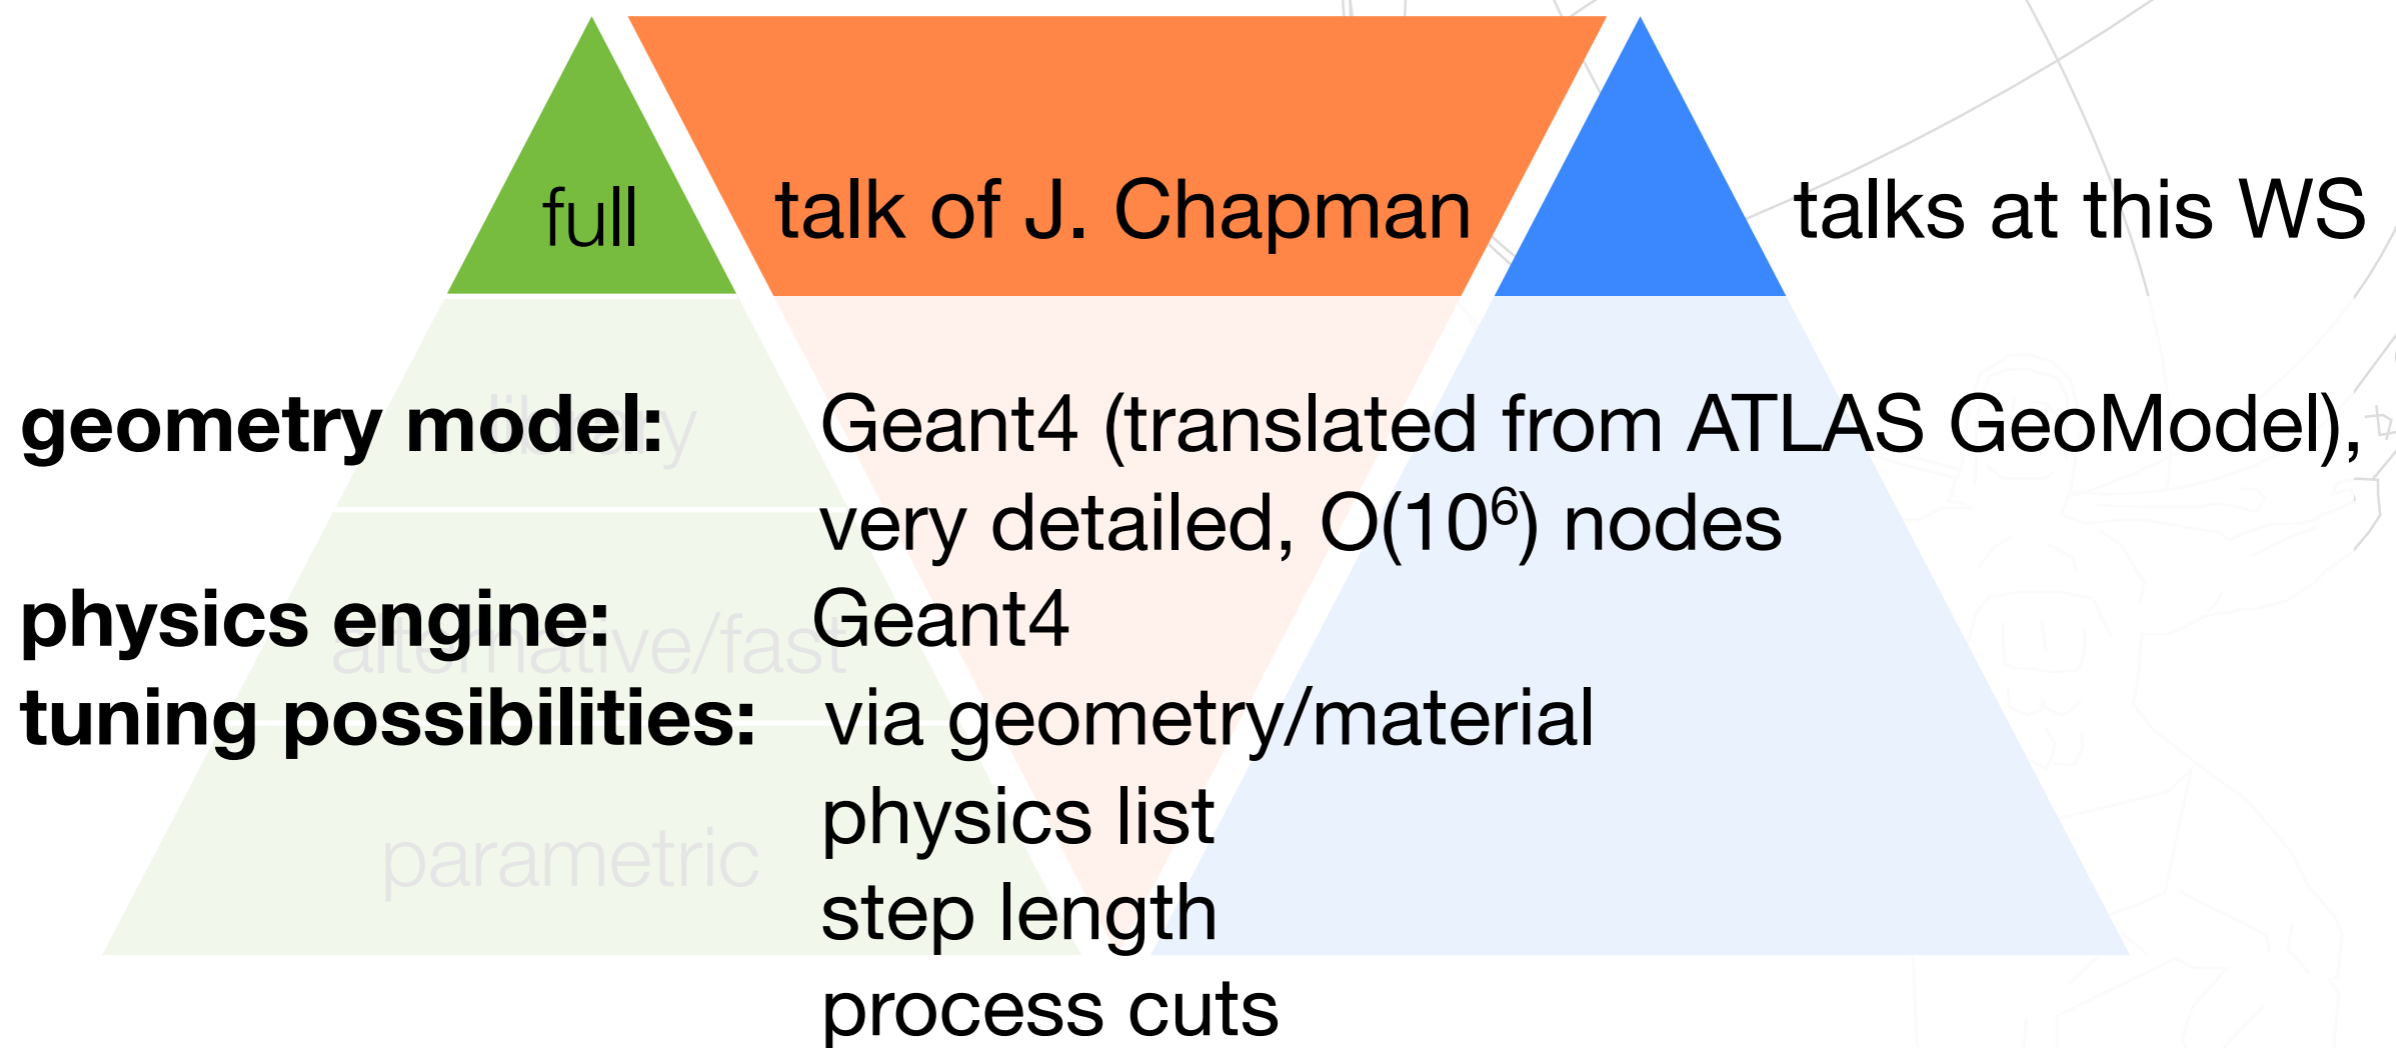 full talk of J. Chapman talks at this WS
library
geometry model: Geant4 (translated from ATLAS GeoModel),
very detailed, O(10⁶) nodes
physics engine: Geant4
alternative/fast
tuning possibilities: via geometry/material
physics list
parametric
step length
process cuts